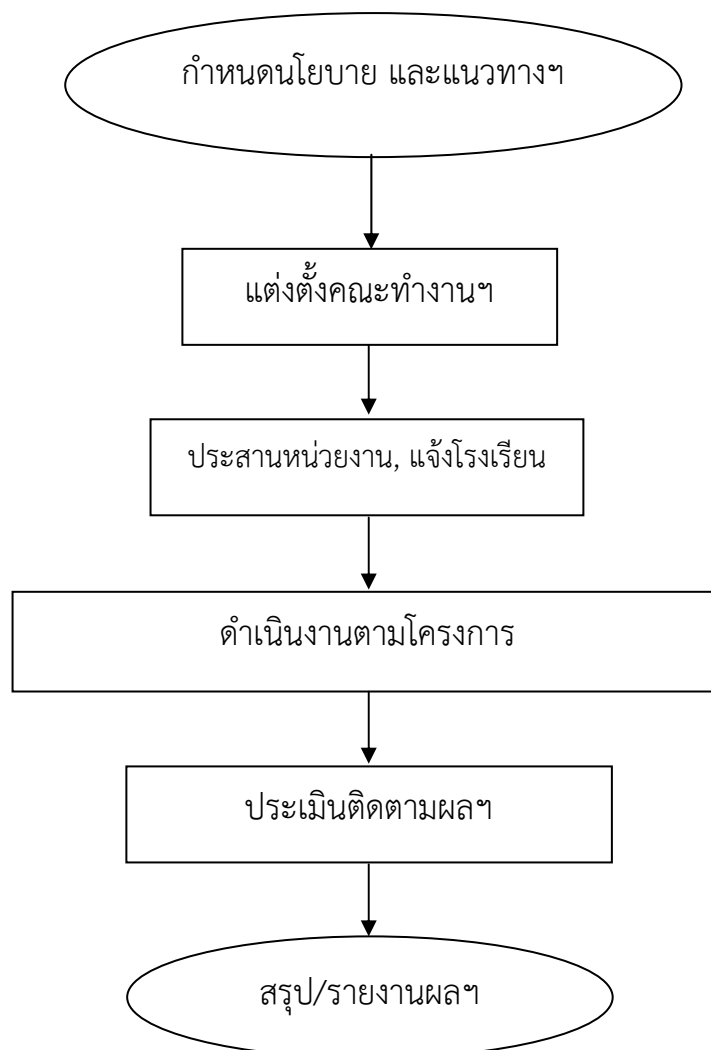 กำหนดนโยบาย และแนวทางฯ
แต่งตั้งคณะทำงานฯ
ประสานหน่วยงาน, แจ้งโรงเรียน
ดำเนินงานตามโครงการ
ประเมินติดตามผลฯ
สรุป/รายงานผลฯ